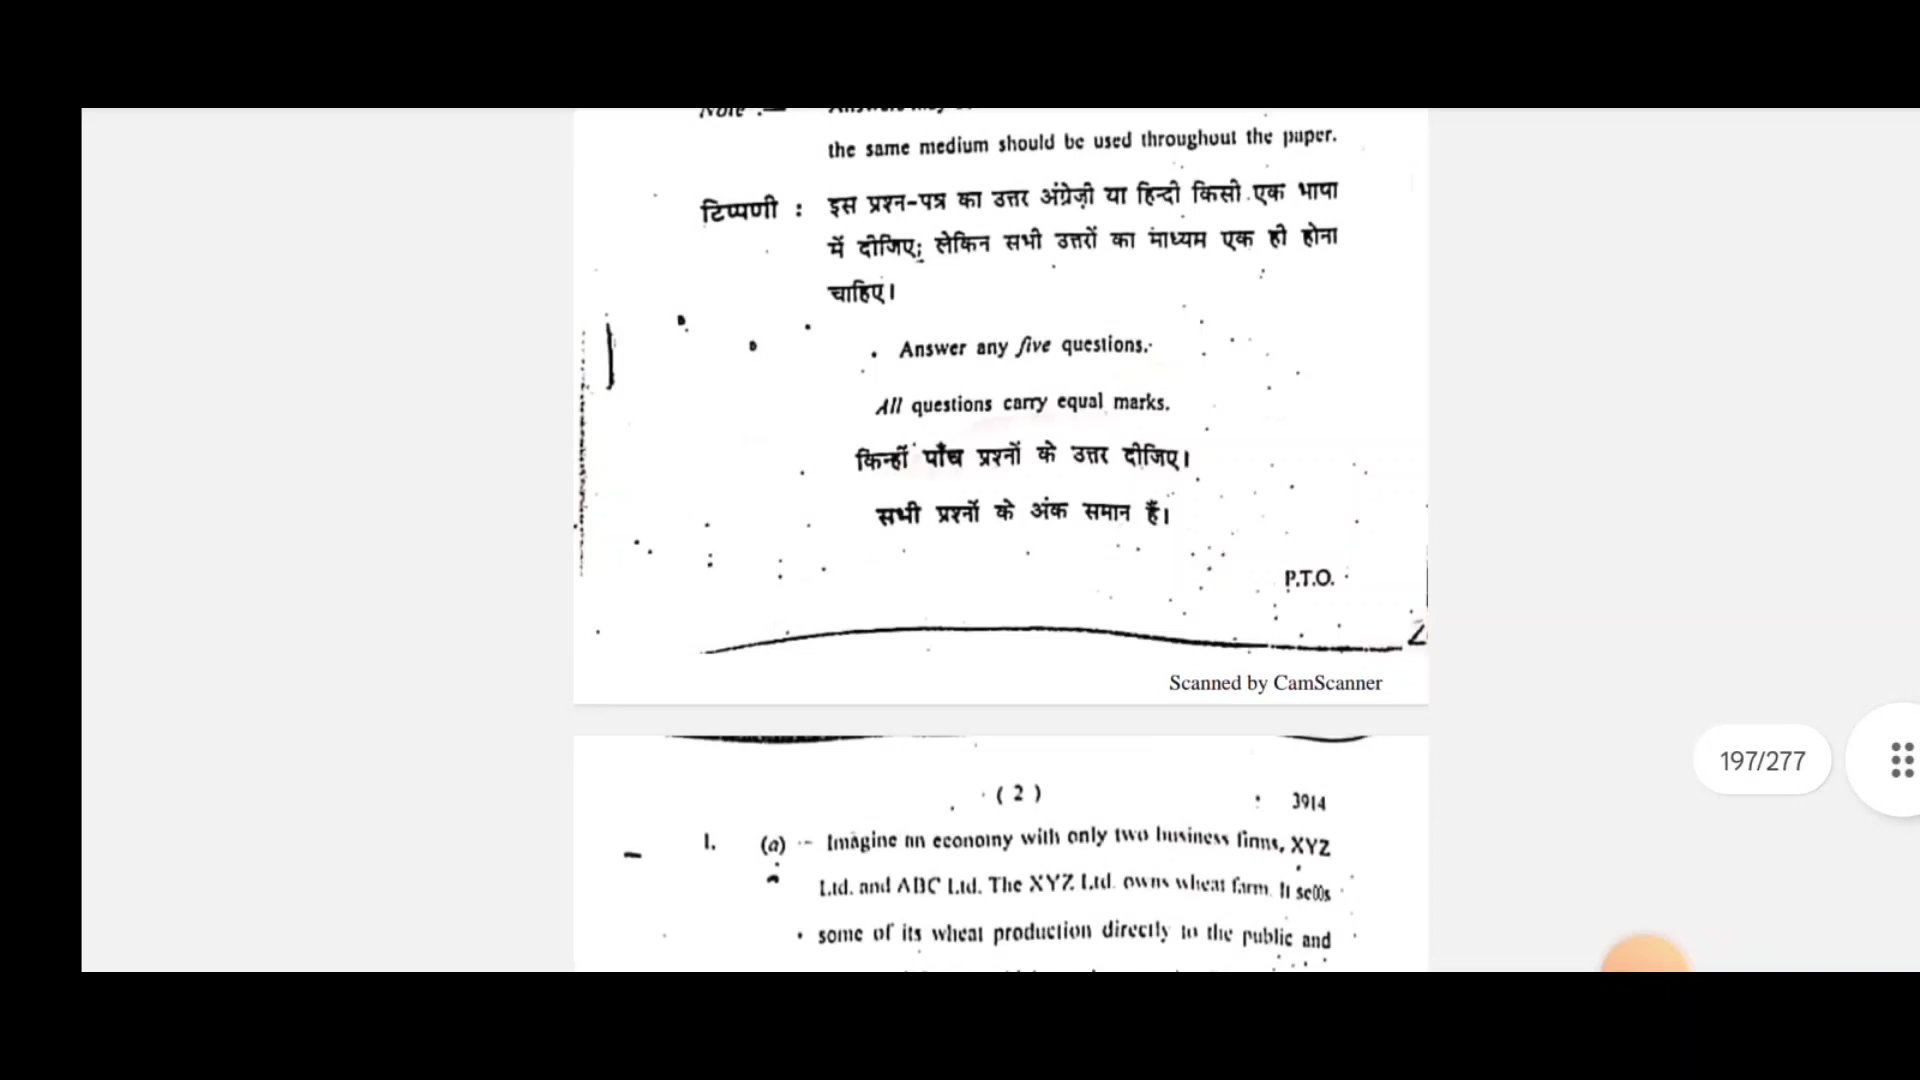 Note :—
the same medium should be used throughout the paper.
टिप्पणी : इस प्रश्न-पत्र का उत्तर अंग्रेज़ी या हिन्दी किसी एक भाषा
में दीजिए; लेकिन सभी उत्तरों का माध्यम एक ही होना
चाहिए।
Answer any five questions.
All questions carry equal marks.
किन्हीं पाँच प्रश्नों के उत्तर दीजिए।
सभी प्रश्नों के अंक समान हैं।
P.T.O.
Scanned by CamScanner
197/277
( 2 ) 3914
1. (a) Imagine an economy with only two business firms, XYZ
Ltd. and ABC Ltd. The XYZ Ltd. owns wheat farm. It sells
some of its wheat production directly to the public and